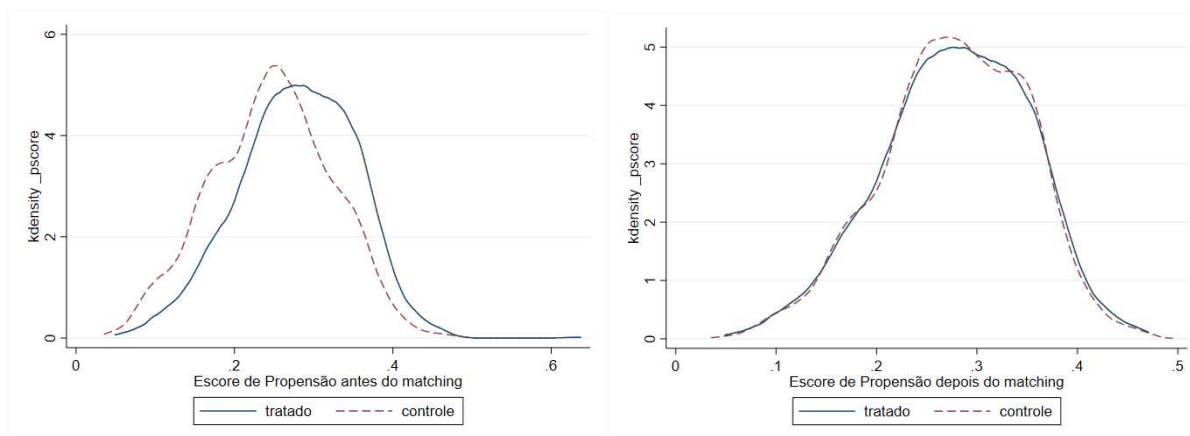 6
4
2
0
kdensity _pscore
0
.2
.4
.6
Escore de Propensão antes do matching
tratado
controle
5
4
3
2
1
0
kdensity _pscore
0
.1
.2
.3
.4
.5
Escore de Propensão depois do matching
tratado
controle